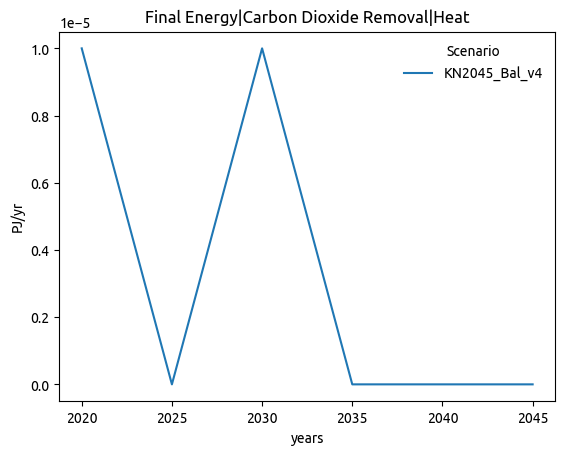 Final Energy|Carbon Dioxide Removal|Heat
1e−5
Scenario
KN2045_Bal_v4
1.0
0.8
0.6
0.4
0.2
0.0
PJ/yr
2020 2025 2030 2035 2040 2045
years